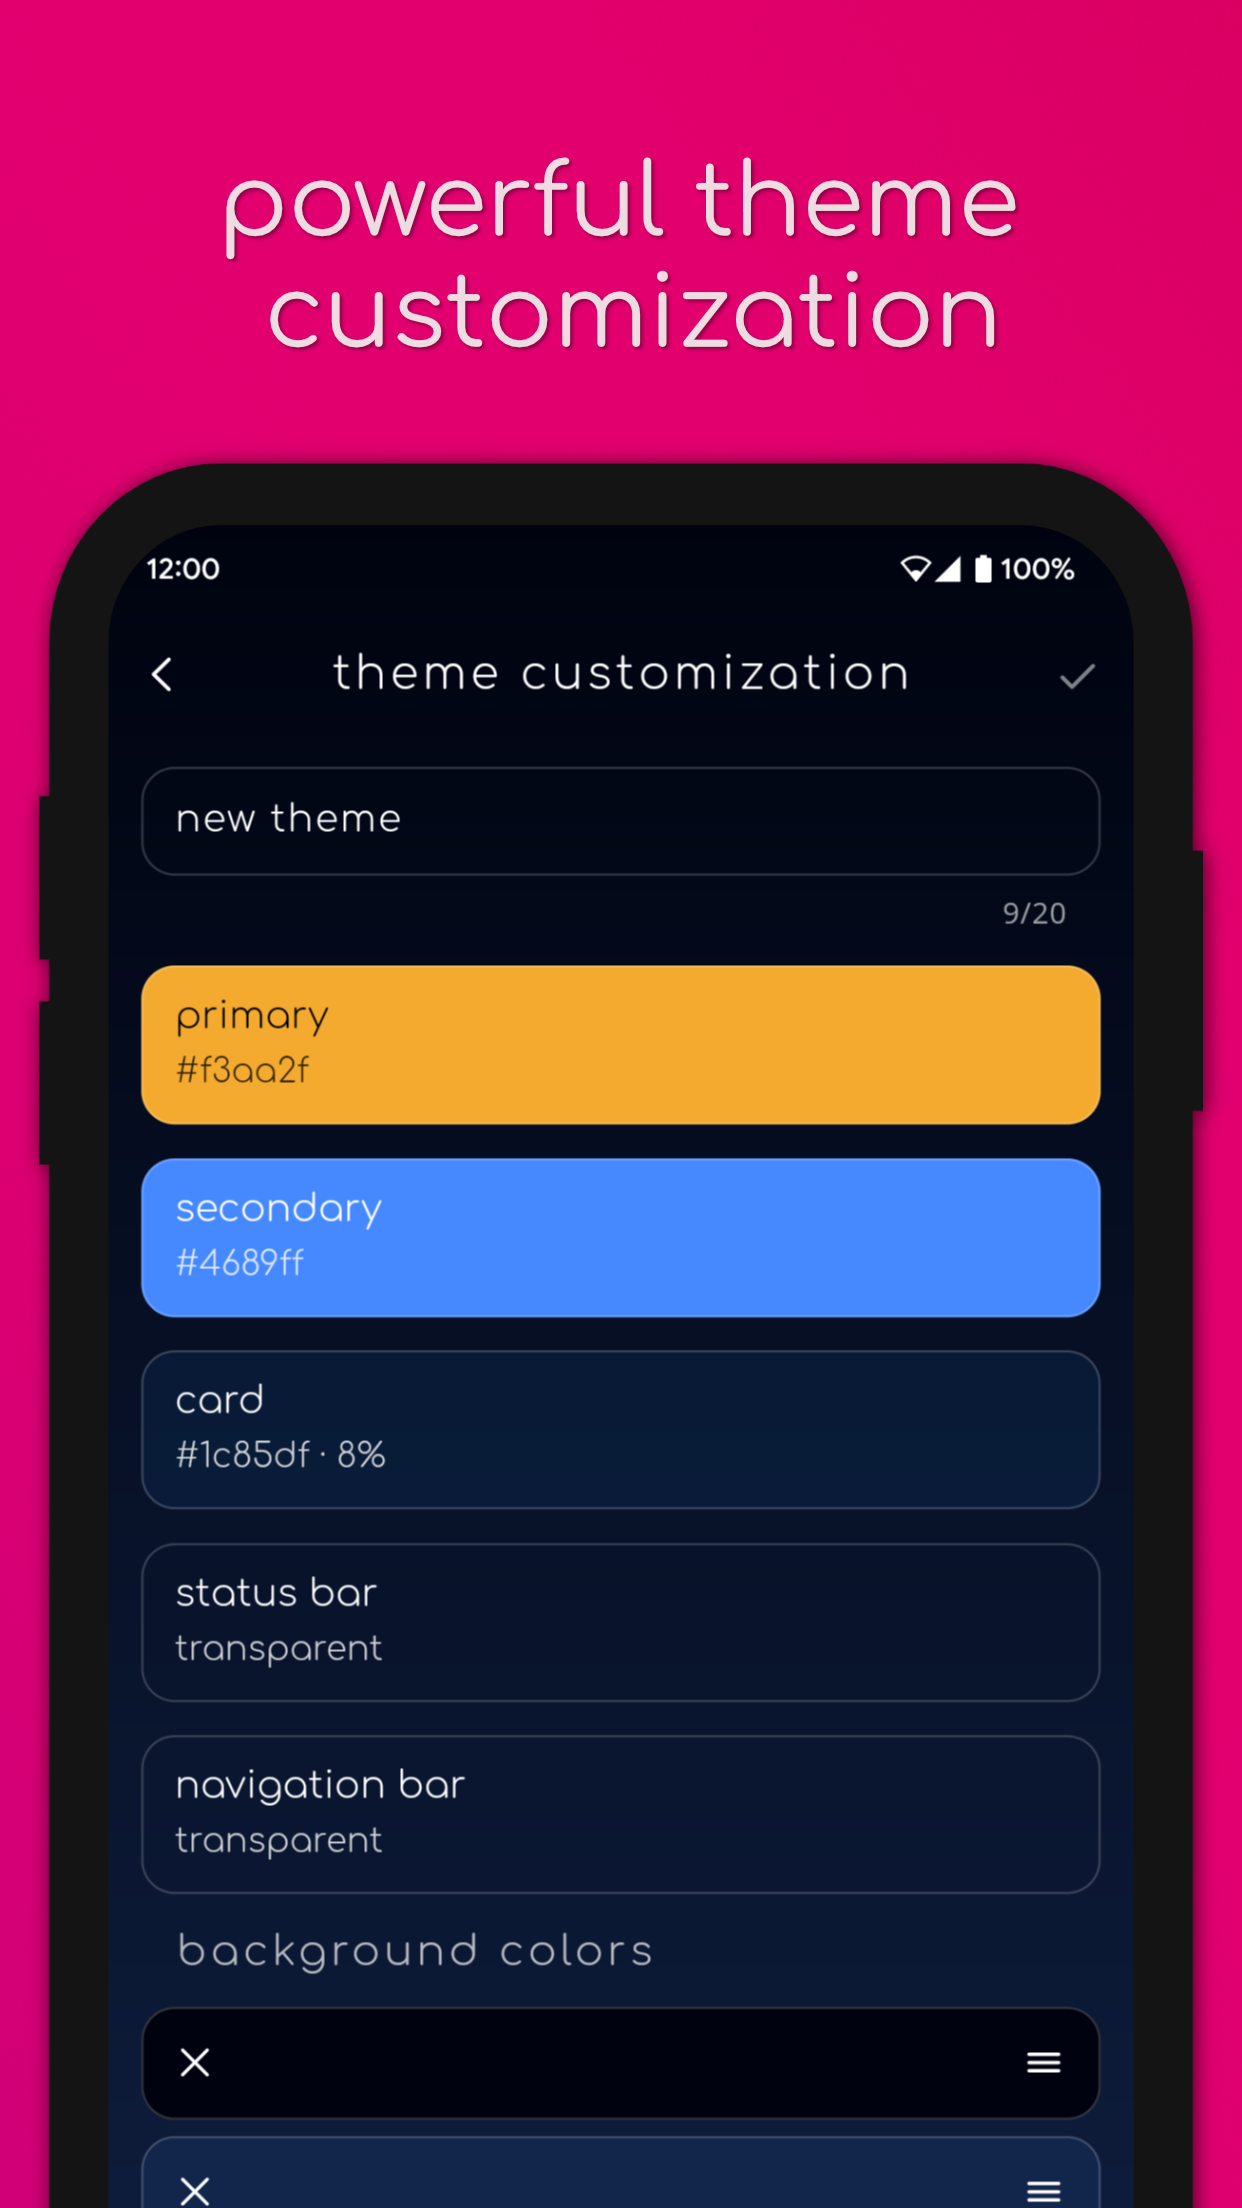 powerful theme
customization
12:00 100%
theme customization
new theme
9/20
primary
#f3aa2f
secondary
#4689ff
card
#1c85df · 8%
status bar
transparent
navigation bar
transparent
background colors